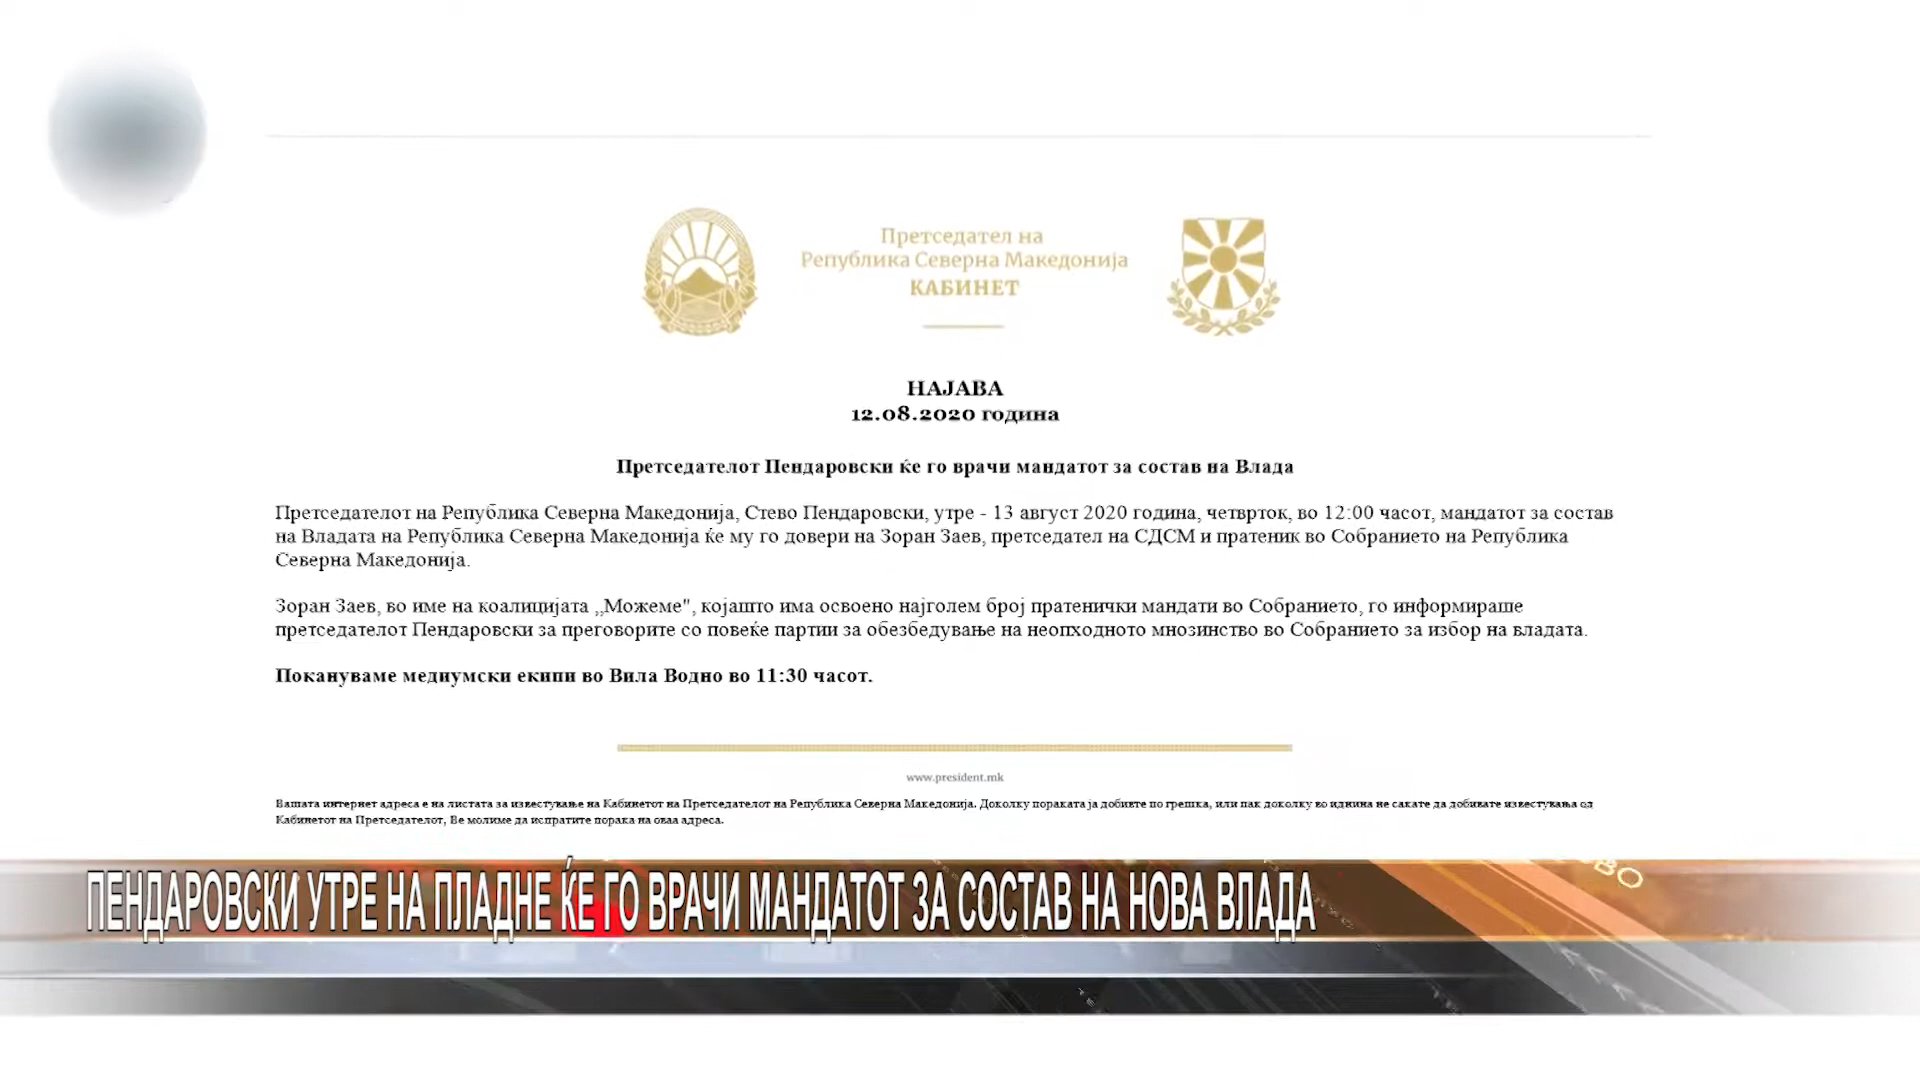 Претседател на
Република Северна Македонија
КАБИНЕТ
НАЈАВА
12.08.2020 година
Претседателот Пендаровски ќе го врачи мандатот за состав на Влада
Претседателот на Република Северна Македонија, Стево Пендаровски, утре - 13 август 2020 година, четврток, во 12:00 часот, мандатот за состав
на Владата на Република Северна Македонија ќе му го довери на Зоран Заев, претседател на СДСМ и пратеник во Собранието на Република
Северна Македонија.
Зоран Заев, во име на коалицијата ,,Можеме", којашто има освоено најголем број пратенички мандати во Собранието, го информираше
претседателот Пендаровски за преговорите со повеќе партии за обезбедување на неопходното мнозинство во Собранието за избор на владата.
Покануваме медиумски екипи во Вила Водно во 11:30 часот.
www.president.mk
Вашата интернет адреса е на листата за известување на Кабинетот на Претседателот на Република Северна Македонија. Доколку пораката ја добивте по грешка, или пак доколку во иднина не сакате да добивате известувања од
Кабинетот на Претседателот, Ве молиме да испратите порака на оваа адреса.
ПЕНДАРОВСКИ УТРЕ НА ПЛАДНЕ ЌЕ ГО ВРАЧИ МАНДАТОТ ЗА СОСТАВ НА НОВА ВЛАДА